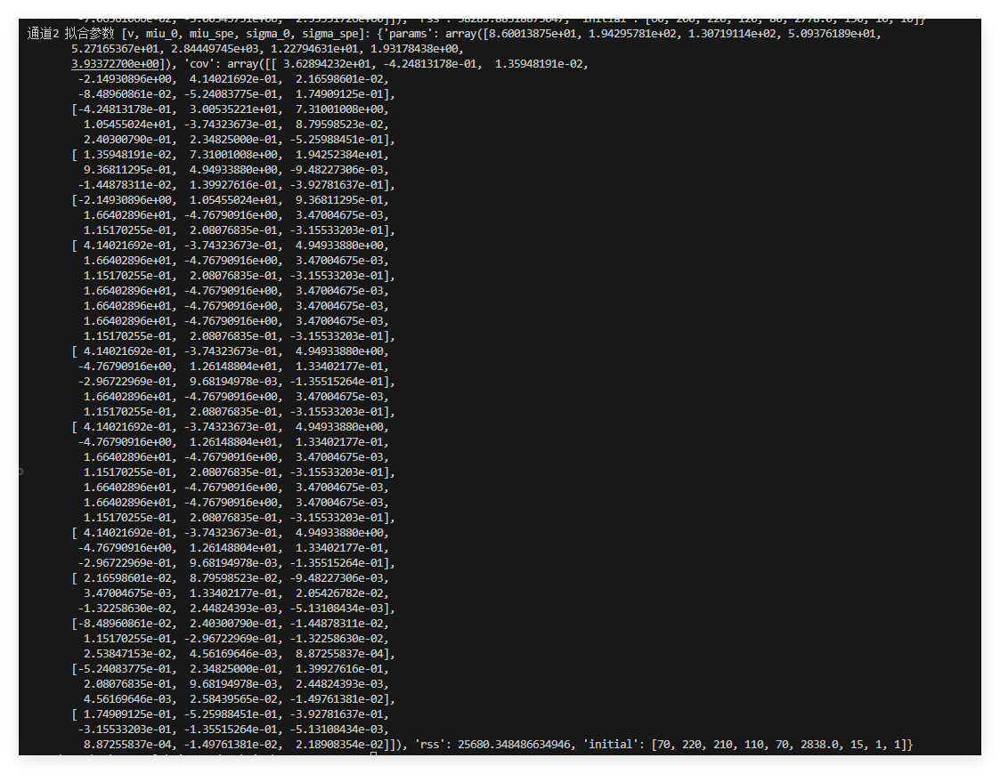 通道2 拟合参数 [v, miu_0, miu_spe, sigma_0, sigma_spe]: {'params': array([8.60013875e+01, 1.94295781e+02, 1.30719114e+02, 5.09376189e+01,
5.27165367e+01, 2.84449745e+03, 1.22794631e+01, 1.93178438e+00,
3.93372700e+00]), 'cov': array([[ 3.62894232e+01, -4.24813178e-01,  1.35948191e-02,
-2.14930896e+00,  4.14021692e-01,  2.16598601e-02,
-8.48960861e-02, -5.24083775e-01,  1.74909125e-01],
[-4.24813178e-01,  3.00535221e+01,  7.31001008e+00,
1.05455024e+01, -3.74323673e-01,  8.79598523e-02,
2.40300790e-01,  2.34825000e-01, -5.25988451e-01],
[ 1.35948191e-02,  7.31001008e+00,  1.94252384e+01,
9.36811295e-01,  4.94933880e+00, -9.48227306e-03,
-1.44878311e-02,  1.39927616e-01, -3.92781637e-01],
[-2.14930896e+00,  1.05455024e+01,  9.36811295e-01,
1.66402896e+01, -4.76790916e+00,  3.47004675e-03,
1.15170255e-01,  2.08076835e-01, -3.15533203e-01],
[ 4.14021692e-01, -3.74323673e-01,  4.94933880e+00,
1.66402896e+01, -4.76790916e+00,  3.47004675e-03,
1.15170255e-01,  2.08076835e-01, -3.15533203e-01],
1.66402896e+01, -4.76790916e+00,  3.47004675e-03,
1.66402896e+01, -4.76790916e+00,  3.47004675e-03,
1.66402896e+01, -4.76790916e+00,  3.47004675e-03,
1.15170255e-01,  2.08076835e-01, -3.15533203e-01],
[ 4.14021692e-01, -3.74323673e-01,  4.94933880e+00,
-4.76790916e+00,  1.26148804e+01,  1.33402177e-01,
-2.96722969e-01,  9.68194978e-03, -1.35515264e-01],
1.66402896e+01, -4.76790916e+00,  3.47004675e-03,
1.15170255e-01,  2.08076835e-01, -3.15533203e-01],
[ 4.14021692e-01, -3.74323673e-01,  4.94933880e+00,
-4.76790916e+00,  1.26148804e+01,  1.33402177e-01,
1.66402896e+01, -4.76790916e+00,  3.47004675e-03,
1.15170255e-01,  2.08076835e-01, -3.15533203e-01],
1.66402896e+01, -4.76790916e+00,  3.47004675e-03,
1.66402896e+01, -4.76790916e+00,  3.47004675e-03,
1.15170255e-01,  2.08076835e-01, -3.15533203e-01],
[ 4.14021692e-01, -3.74323673e-01,  4.94933880e+00,
-4.76790916e+00,  1.26148804e+01,  1.33402177e-01,
-2.96722969e-01,  9.68194978e-03, -1.35515264e-01],
[ 2.16598601e-02,  8.79598523e-02, -9.48227306e-03,
3.47004675e-03,  1.33402177e-01,  2.05426782e-02,
-1.32258630e-02,  2.44824393e-03, -5.13108434e-03],
[-8.48960861e-02,  2.40300790e-01, -1.44878311e-02,
1.15170255e-01, -2.96722969e-01, -1.32258630e-02,
2.53847153e-02,  4.56169646e-03,  8.87255837e-04],
[-5.24083775e-01,  2.34825000e-01,  1.39927616e-01,
2.08076835e-01,  9.68194978e-03,  2.44824393e-03,
4.56169646e-03,  2.58439565e-02, -1.49761381e-02],
[ 1.74909125e-01, -5.25988451e-01, -3.92781637e-01,
-3.15533203e-01, -1.35515264e-01, -5.13108434e-03,
8.87255837e-04, -1.49761381e-02,  2.18908354e-02]]), 'rss': 25680.348486634946, 'initial': [70, 220, 210, 110, 70, 2838.0, 15, 1, 1]}